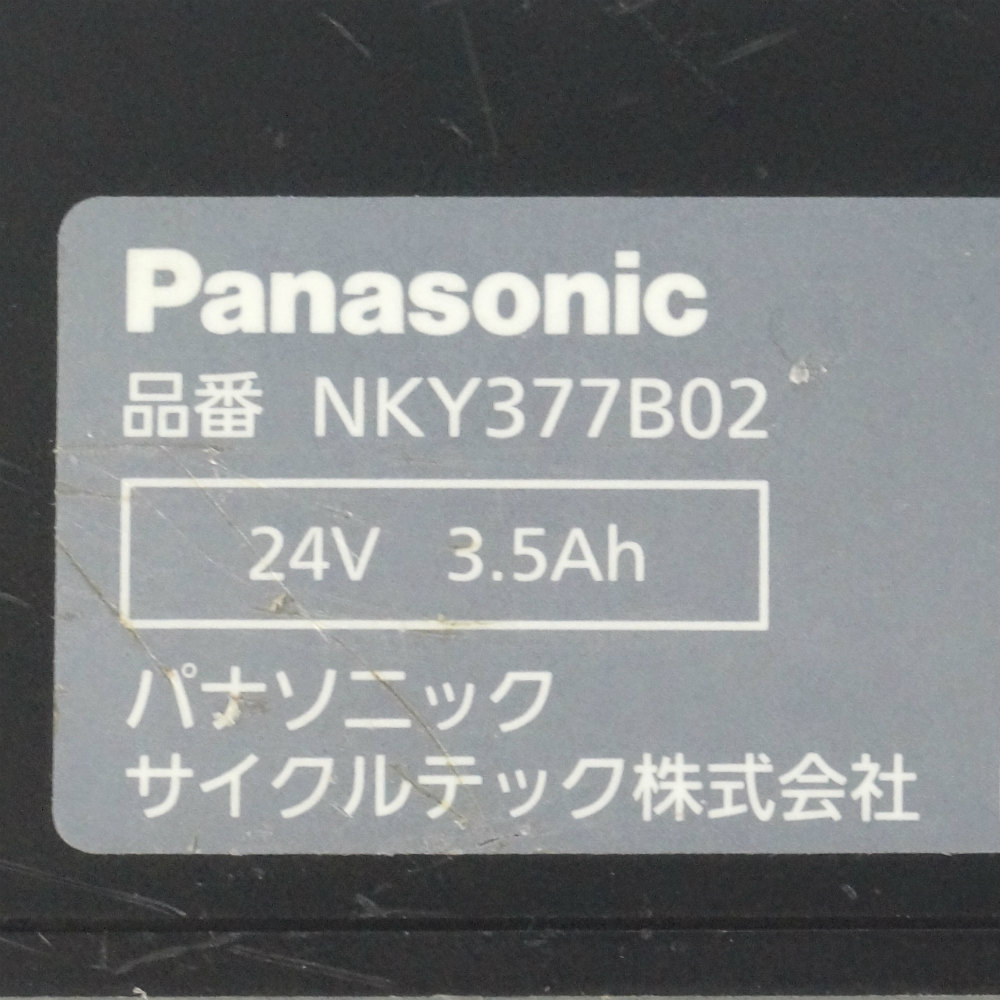 Panasonic
品番 NKY377B02
24V 3.5Ah
パナソニック
サイクルテック株式会社